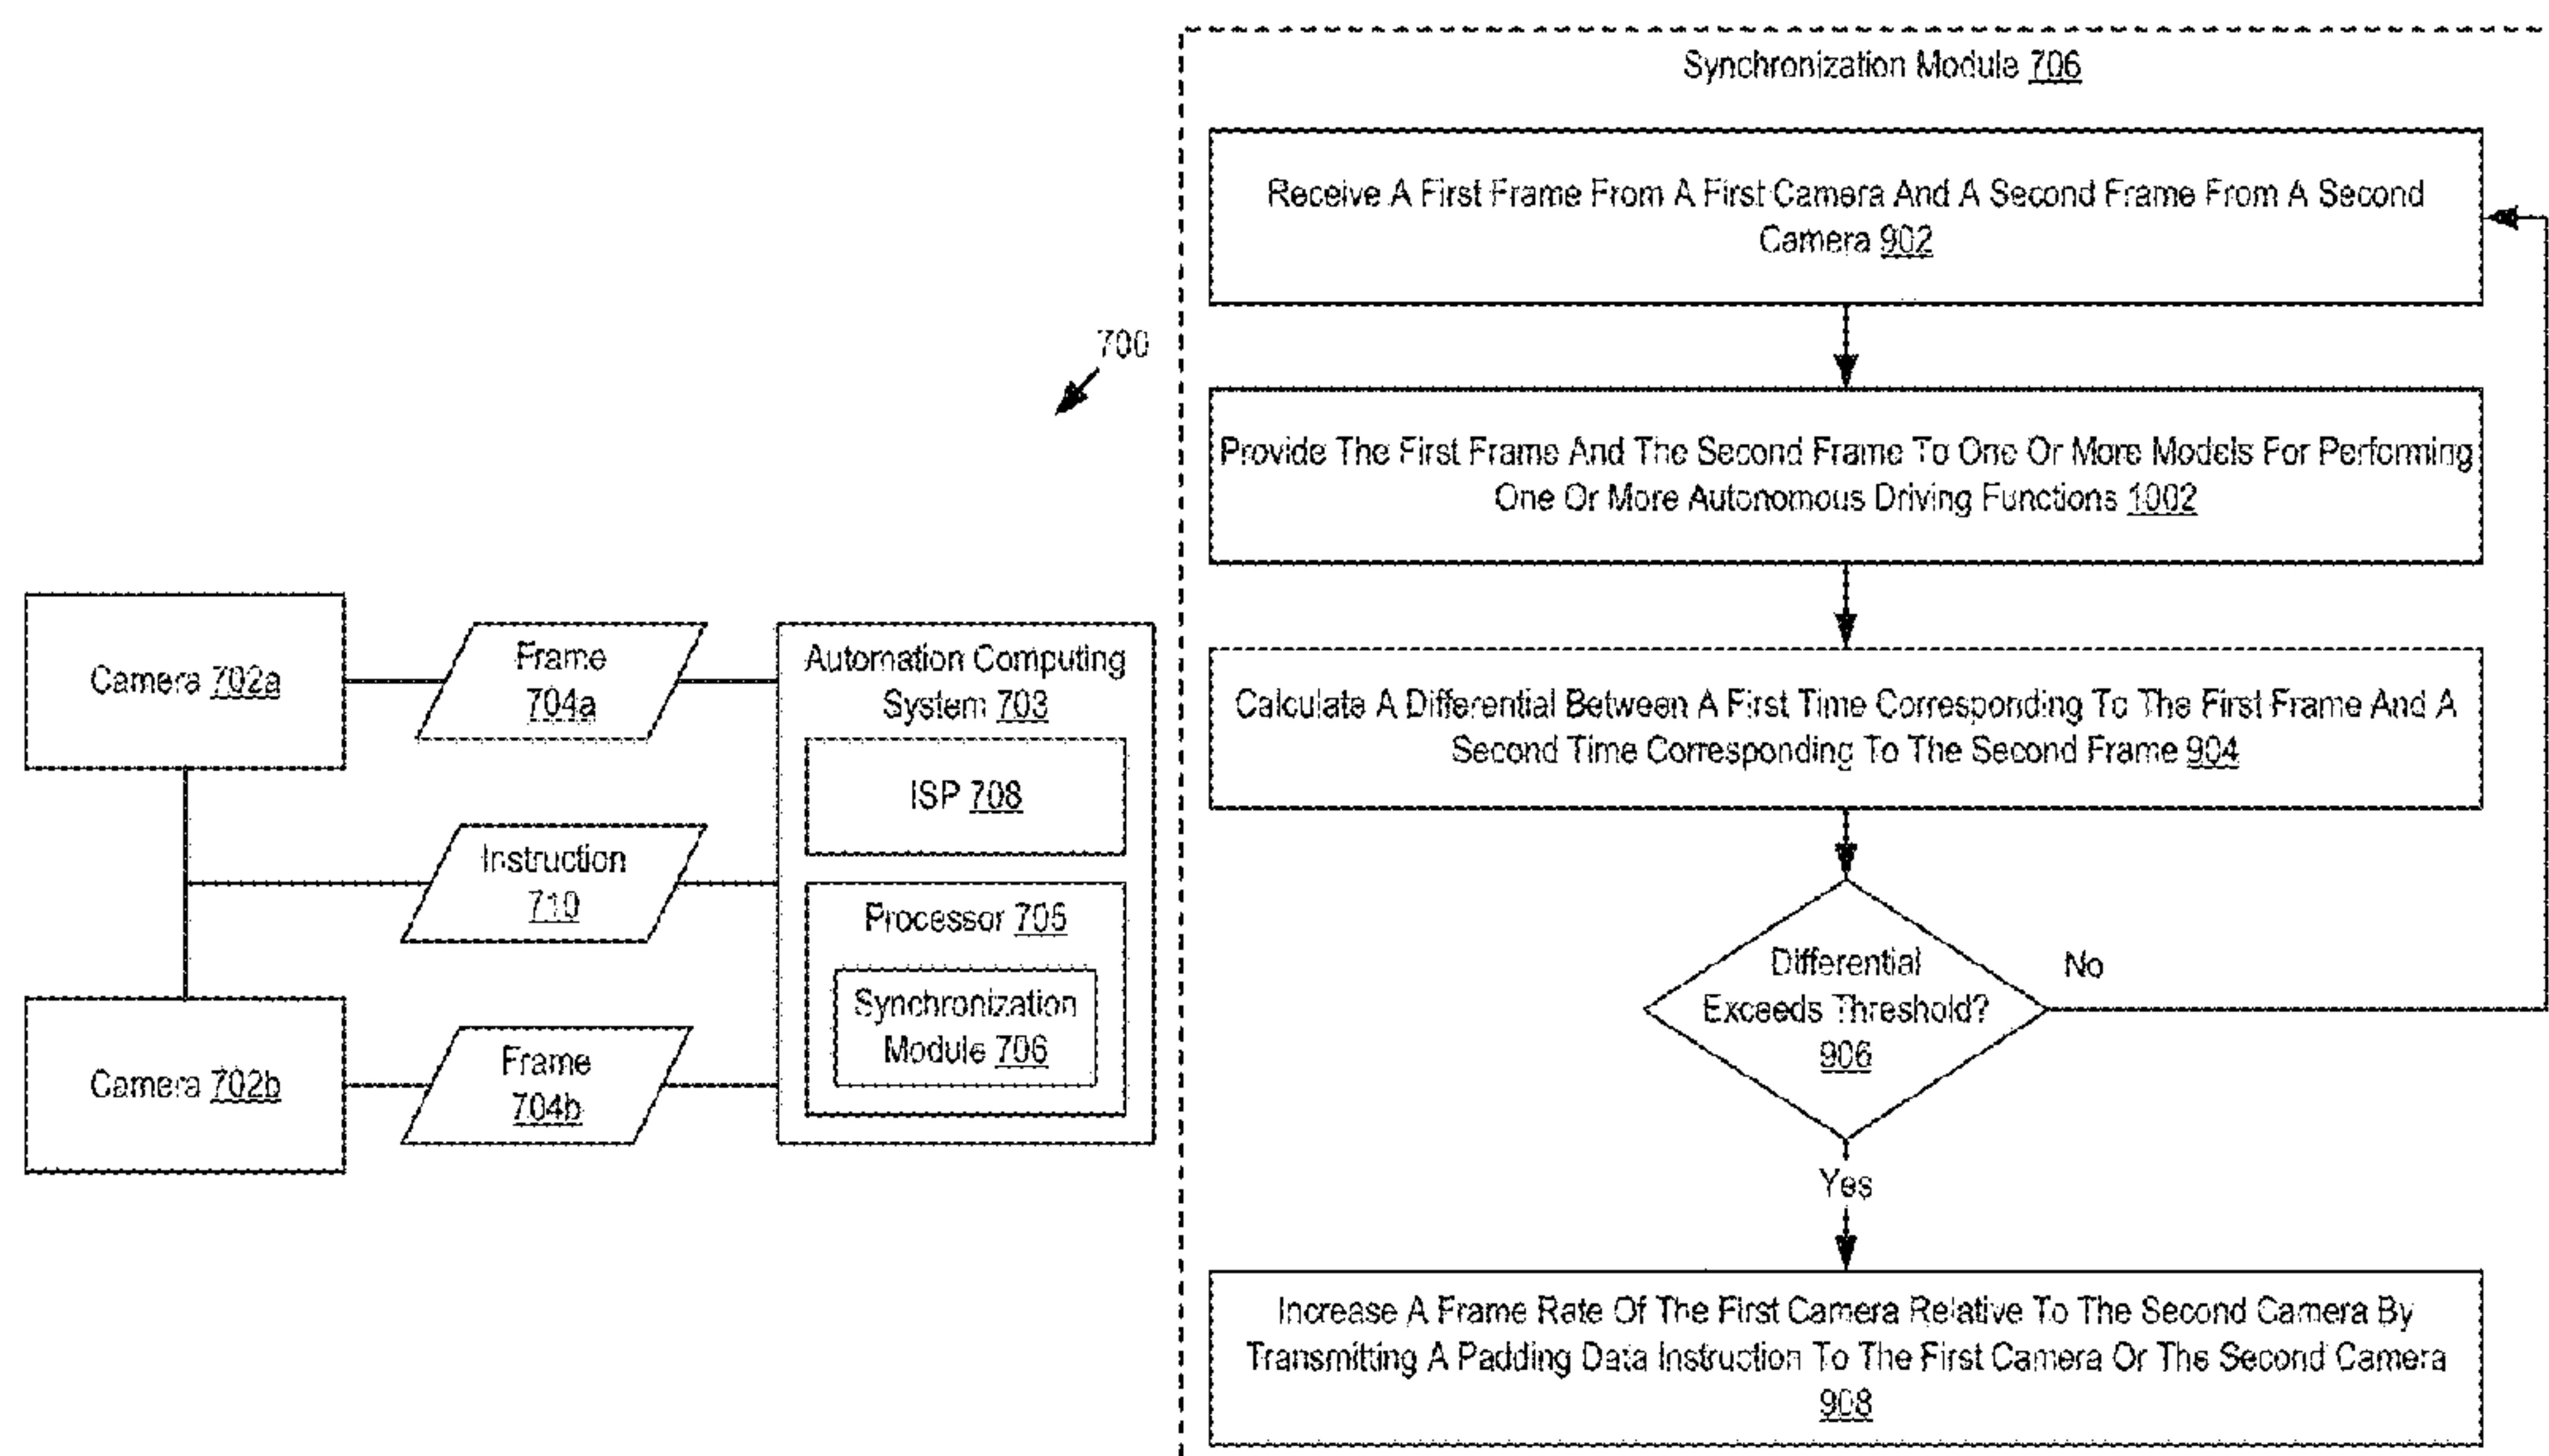 700
Camera 702a
Frame
704a
Instruction
710
Camera 702b
Frame
704b
Automation Computing
System 703
ISP 708
Processor 705
Synchronization
Module 706
Synchronization Module 706
Receive A First Frame From A First Camera And A Second Frame From A Second
Camera 902
Provide The First Frame And The Second Frame To One Or More Models For Performing
One Or More Autonomous Driving Functions 1002
Calculate A Differential Between A First Time Corresponding To The First Frame And A
Second Time Corresponding To The Second Frame 904
Differential
Exceeds Threshold?
906
No
Yes
Increase A Frame Rate Of The First Camera Relative To The Second Camera By
Transmitting A Padding Data Instruction To The First Camera Or The Second Camera
908